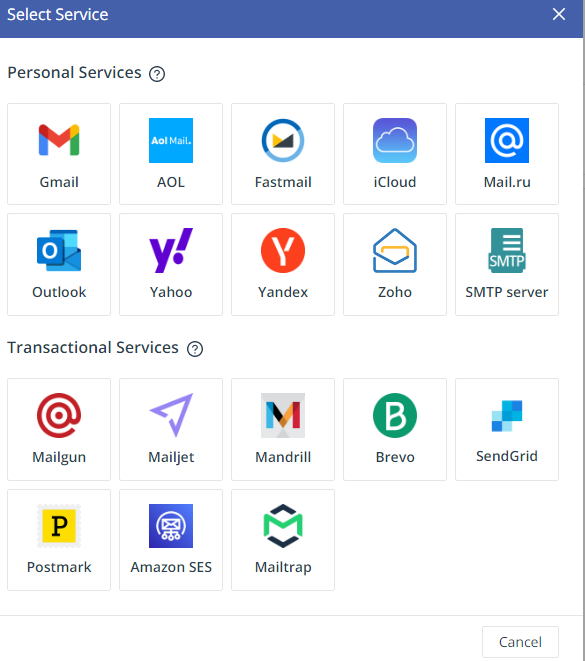 Select Service
Personal Services
Aol Mail.
Gmail AOL Fastmail iCloud Mail.ru
SMTP
Outlook Yahoo Yandex Zoho SMTP server
Transactional Services
Mailgun Mailjet Mandrill Brevo SendGrid
Postmark Amazon SES Mailtrap
Cancel